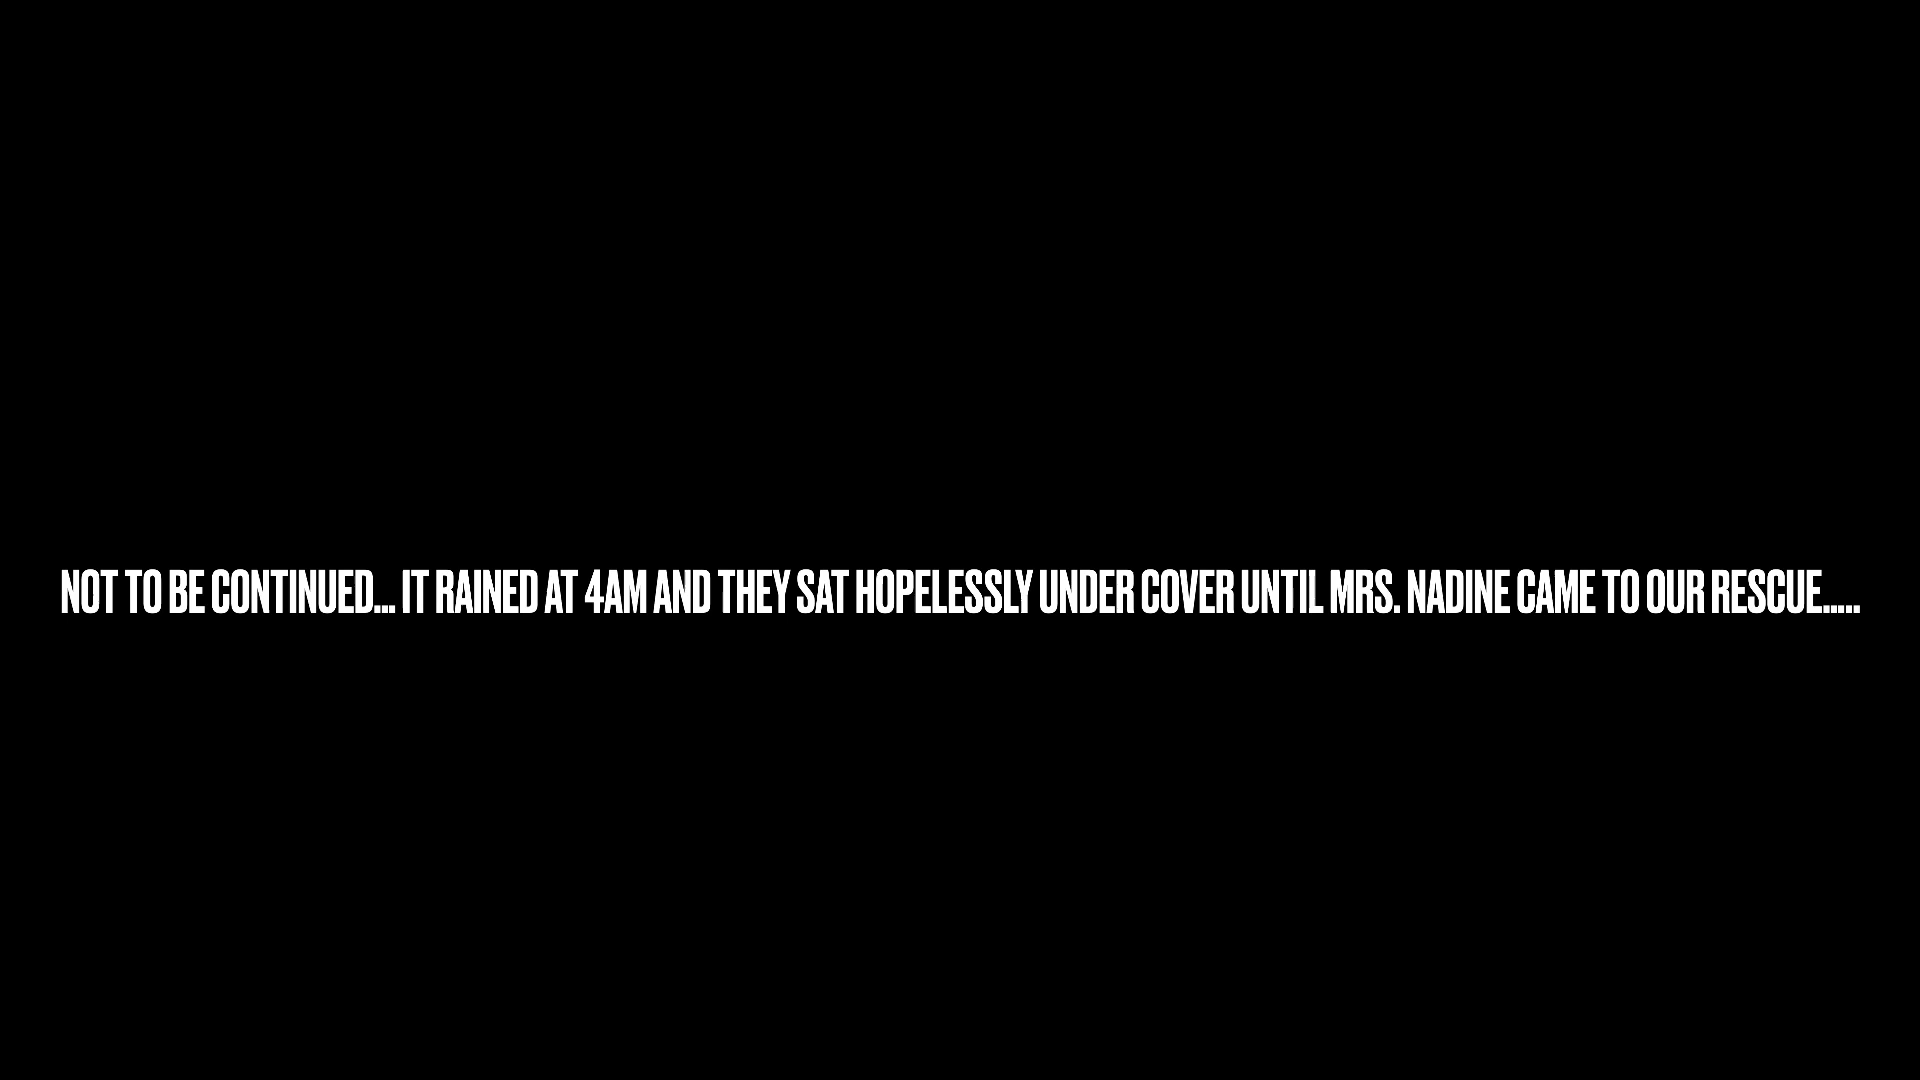 NOT TO BE CONTINUED... IT RAINED AT 4AM AND THEY SAT HOPELESSLY UNDER COVER UNTIL MRS. NADINE CAME TO OUR RESCUE.....